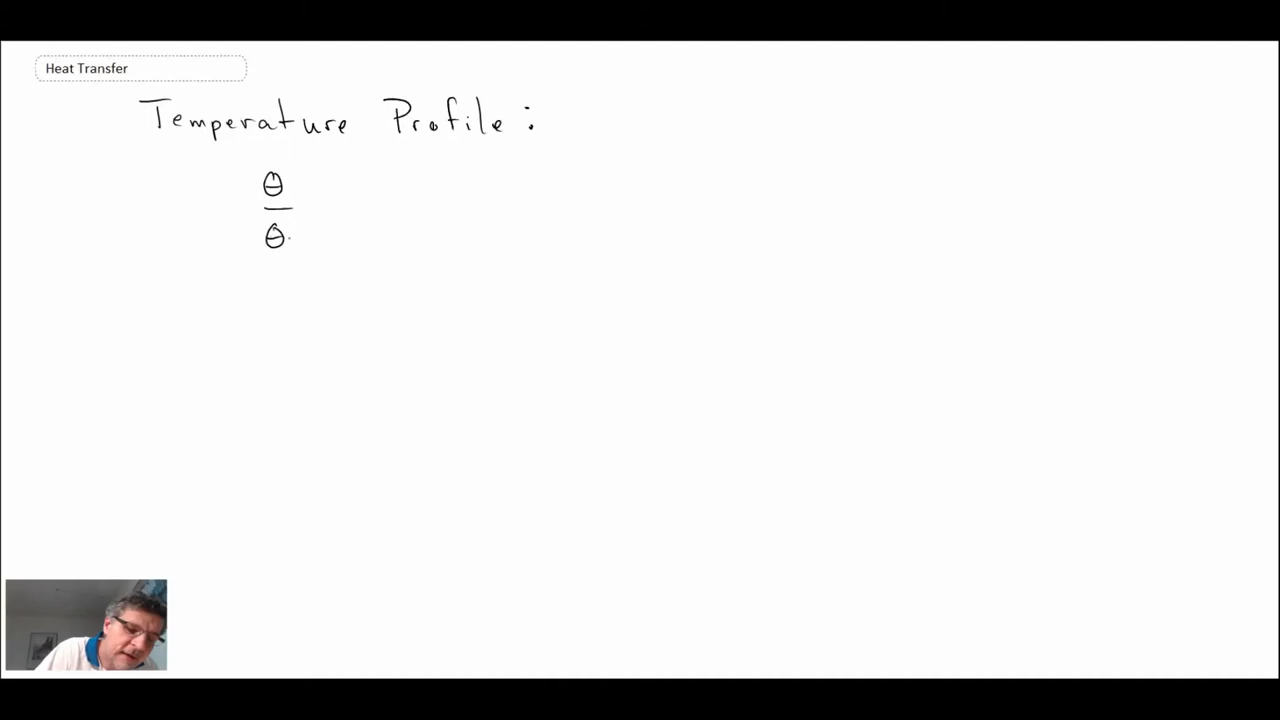 Heat Transfer
Temperature Profile :
θ
θ